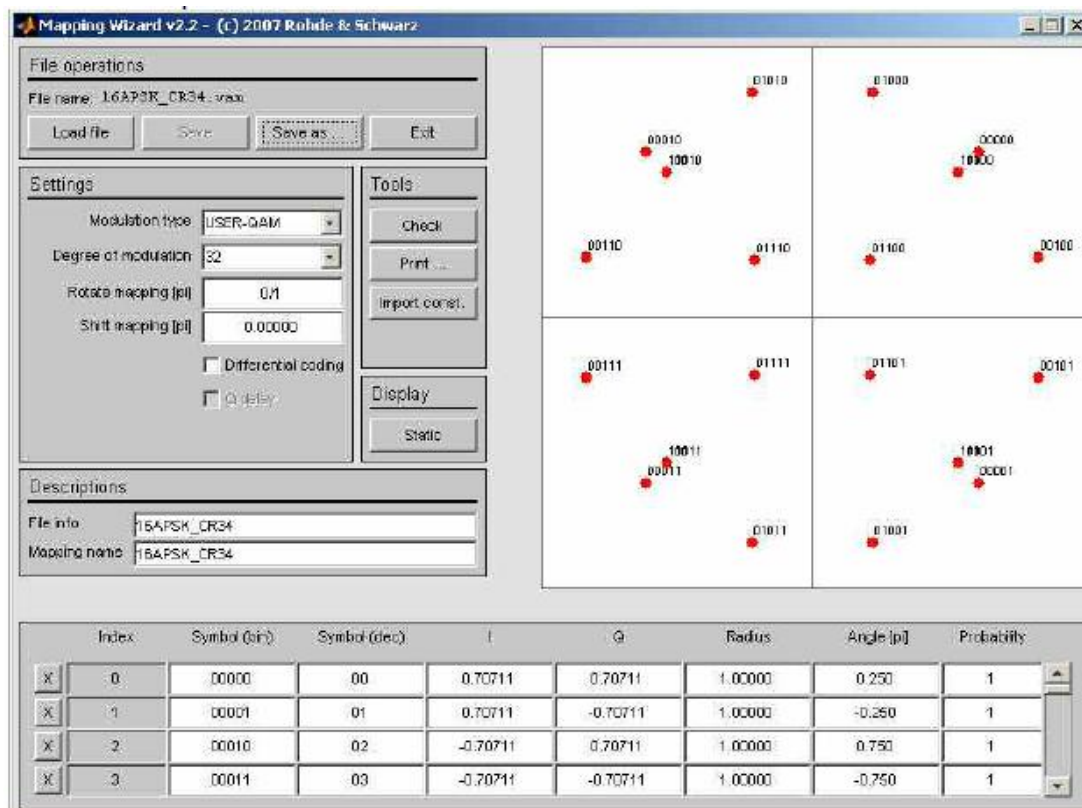 Mapping Wizard v2.2 - (c) 2007 Rohde & Schwarz
File operations
File name: 16APSK_CR34.vam
Load file
Save
Save as ...
Exit
Settings
Modulation type USER-QAM
Degree of modulation 32
Rotate mapping [pi] 0/1
Shift mapping [pi] 0.00000
Differential coding
Q delay
Tools
Check
Print ...
Import const.
Display
Static
Descriptions
File info 16APSK_CR34
Mapping name 16APSK_CR34
01010
01000
00010
10010
00000
10000
00110
01110
01100
00100
00111
01111
01101
00101
10011
00011
10001
00001
01011
01001
Index Symbol (bin) Symbol (dec) I Q Radius Angle [pi] Probability
X 0 00000 00 0.70711 0.70711 1.00000 0.250 1
X 1 00001 01 0.70711 -0.70711 1.00000 -0.250 1
X 2 00010 02 -0.70711 0.70711 1.00000 0.750 1
X 3 00011 03 -0.70711 -0.70711 1.00000 -0.750 1